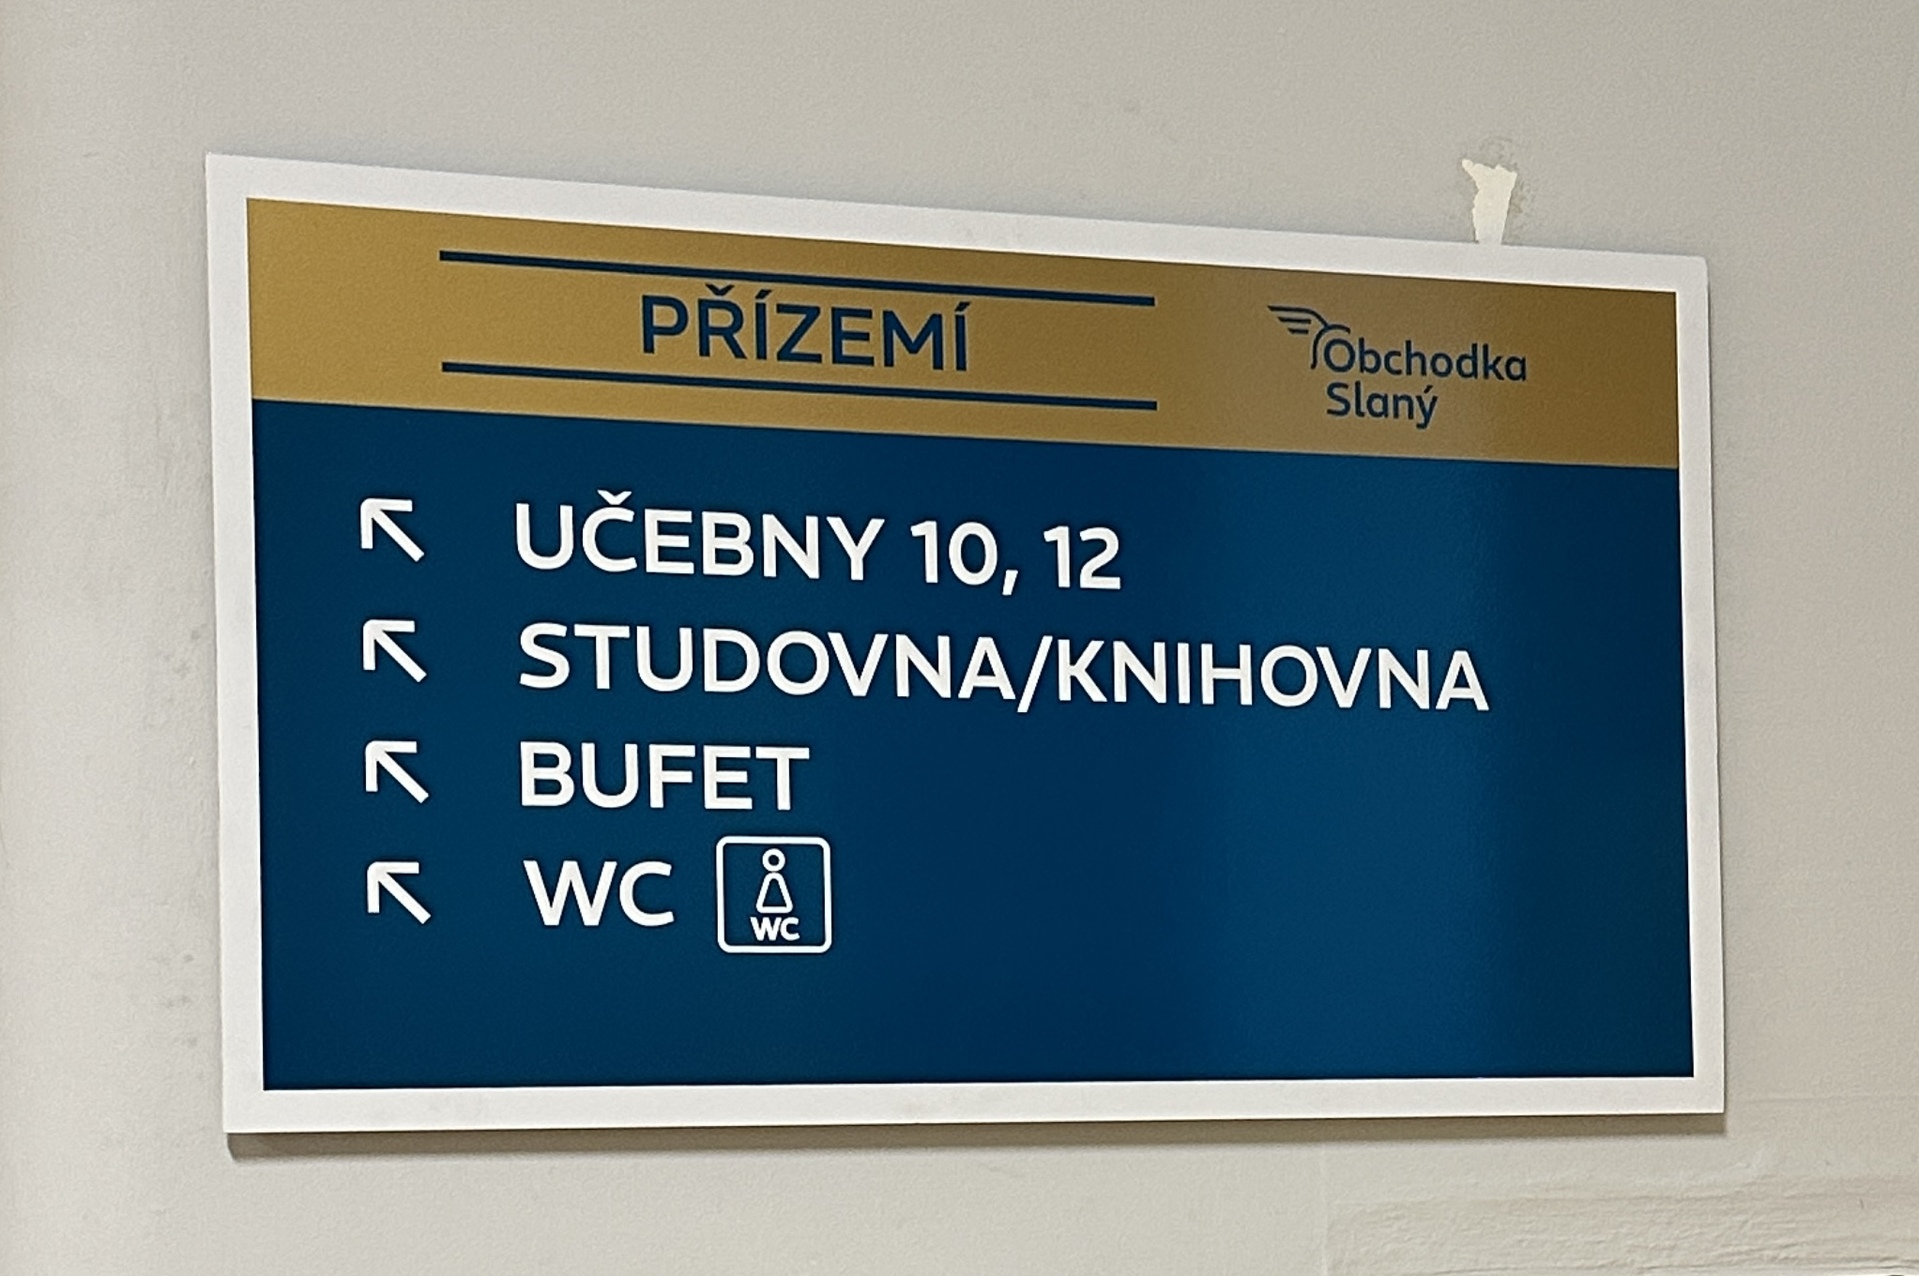 PŘÍZEMÍ
Obchodka
Slaný
UČEBNY 10, 12
STUDOVNA/KNIHOVNA
BUFET
WC
WC